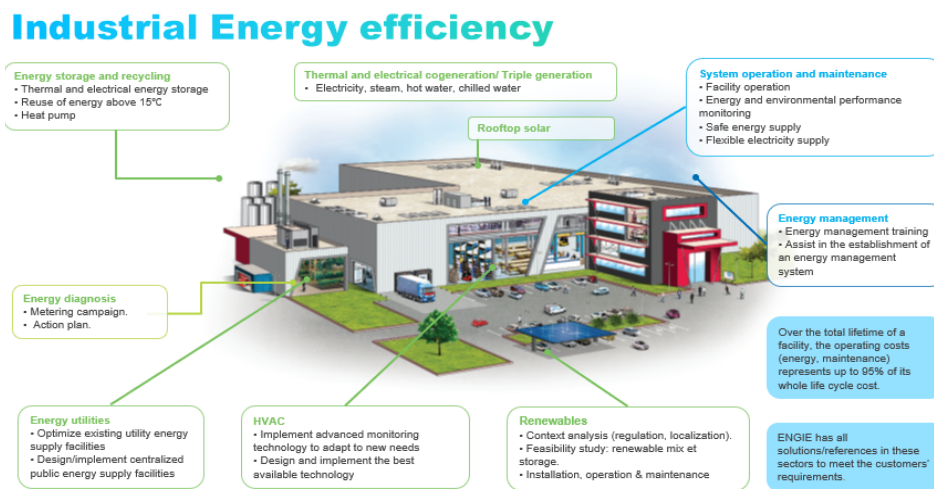 Industrial Energy efficiency
Energy storage and recycling
• Thermal and electrical energy storage
• Reuse of energy above 15℃
• Heat pump
Thermal and electrical cogeneration/ Triple generation
• Electricity, steam, hot water, chilled water
Rooftop solar
System operation and maintenance
• Facility operation
• Energy and environmental performance
monitoring
• Safe energy supply
• Flexible electricity supply
Energy management
• Energy management training
• Assist in the establishment of
an energy management
system
Energy diagnosis
• Metering campaign.
• Action plan.
Over the total lifetime of a
facility, the operating costs
(energy, maintenance)
represents up to 95% of its
whole life cycle cost.
Energy utilities
• Optimize existing utility energy
supply facilities
• Design/implement centralized
public energy supply facilities
HVAC
• Implement advanced monitoring
technology to adapt to new needs
• Design and implement the best
available technology
Renewables
• Context analysis (regulation, localization).
• Feasibility study: renewable mix et
storage.
• Installation, operation & maintenance
ENGIE has all
solutions/references in these
sectors to meet the customers'
requirements.